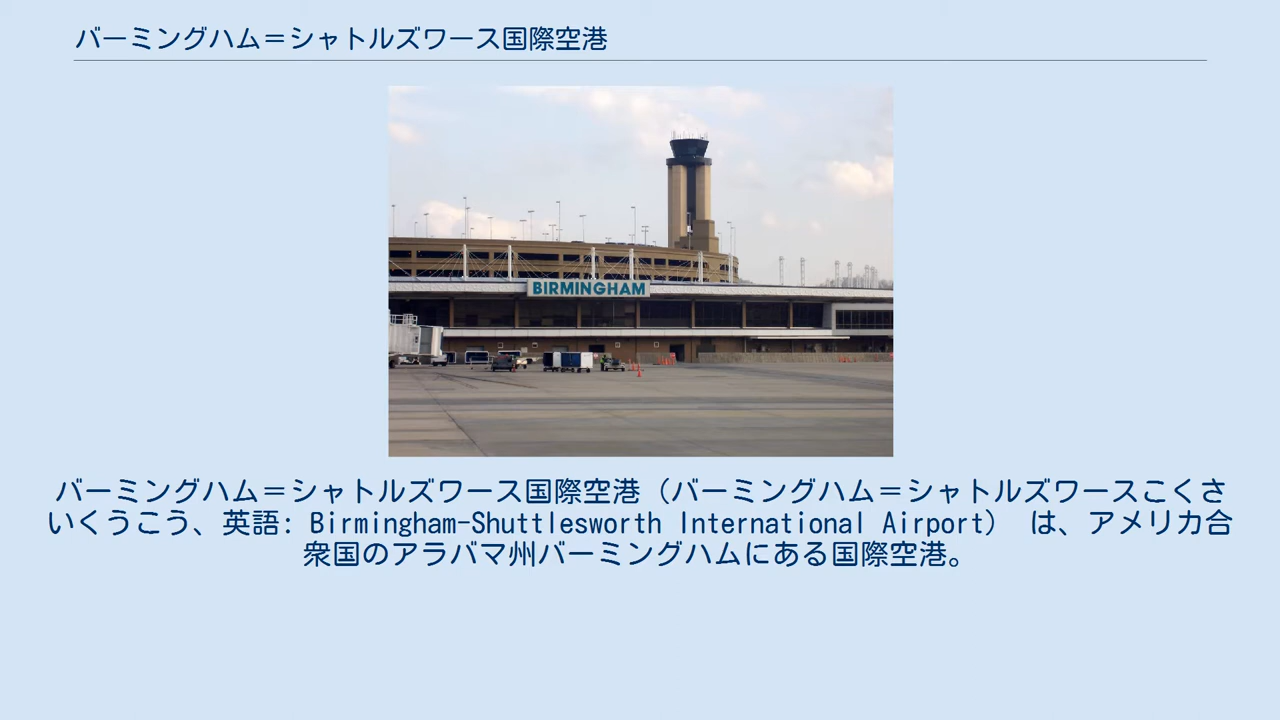 バーミングハム＝シャトルズワース国際空港
BIRMINGHAM
バーミングハム＝シャトルズワース国際空港（バーミングハム＝シャトルズワースこくさ
いくうこう、英語: Birmingham-Shuttlesworth International Airport） は、アメリカ合
衆国のアラバマ州バーミングハムにある国際空港。